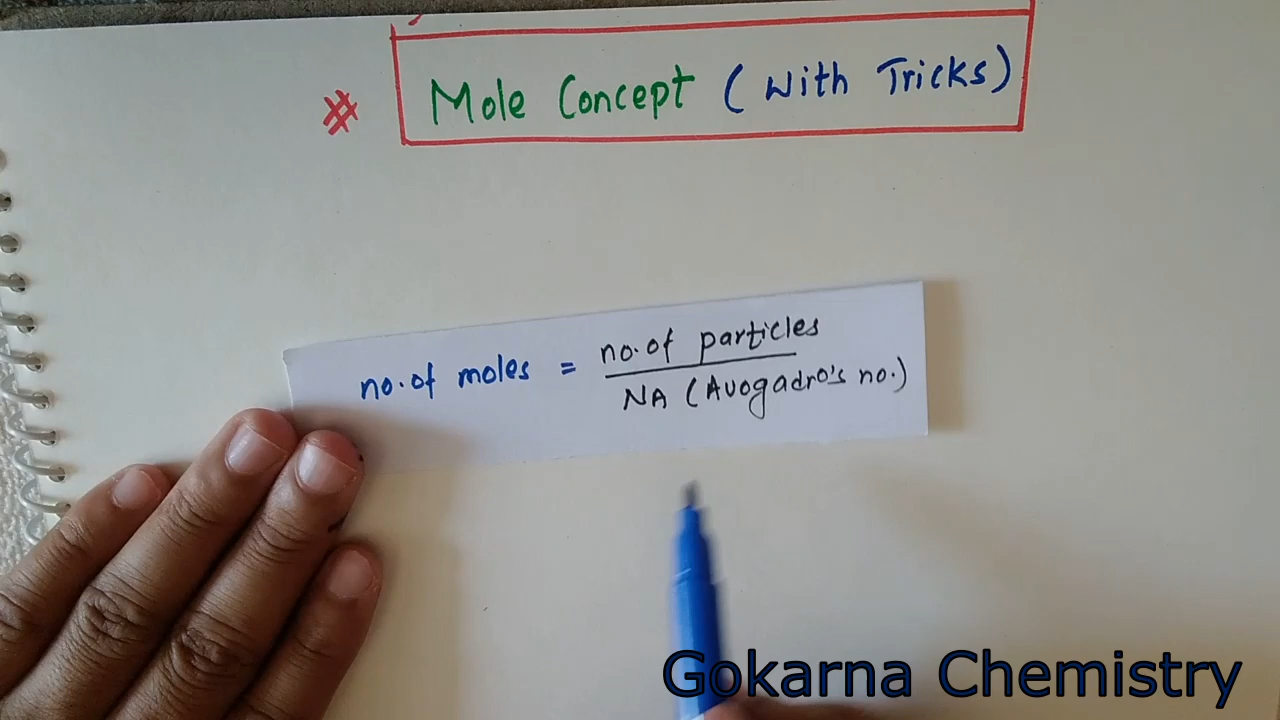 # Mole Concept (With Tricks)
no. of moles = no. of particles
NA (Avogadro's no.)
Gokarna Chemistry